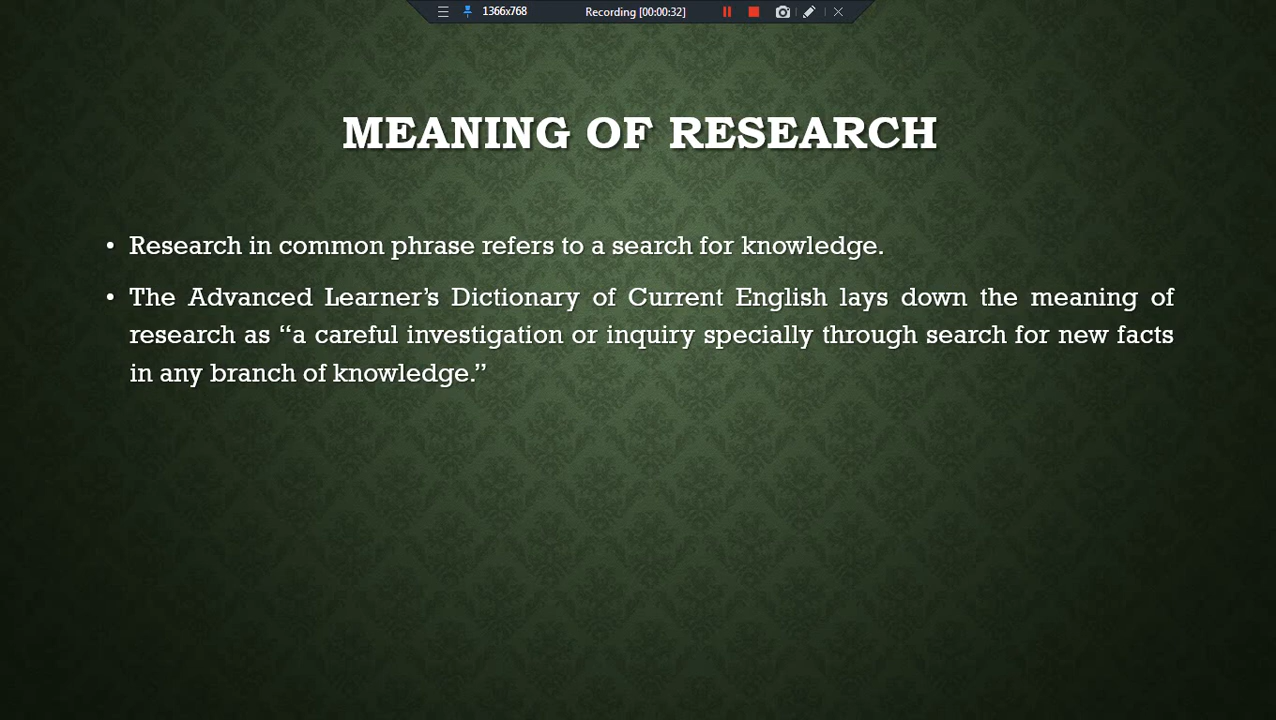 1366x768 Recording [00:00:32]
MEANING OF RESEARCH
• Research in common phrase refers to a search for knowledge.
• The Advanced Learner’s Dictionary of Current English lays down the meaning of
research as “a careful investigation or inquiry specially through search for new facts
in any branch of knowledge.”